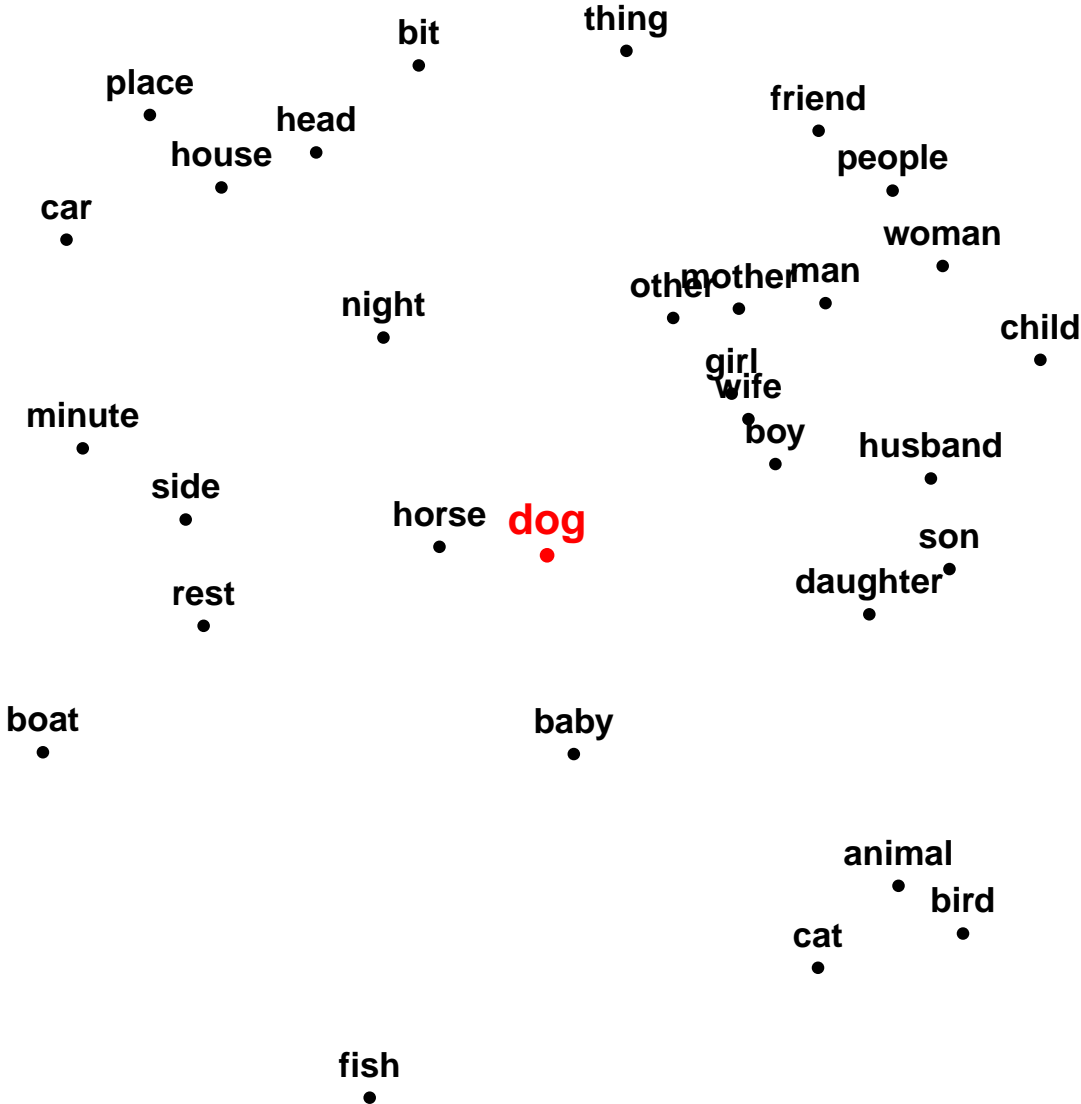 thing
bit
place
friend
head
house
people
car
woman
mother
man
other
night
child
girl
wife
minute
boy
husband
side
horse
dog
son
daughter
rest
boat
baby
animal
bird
cat
fish